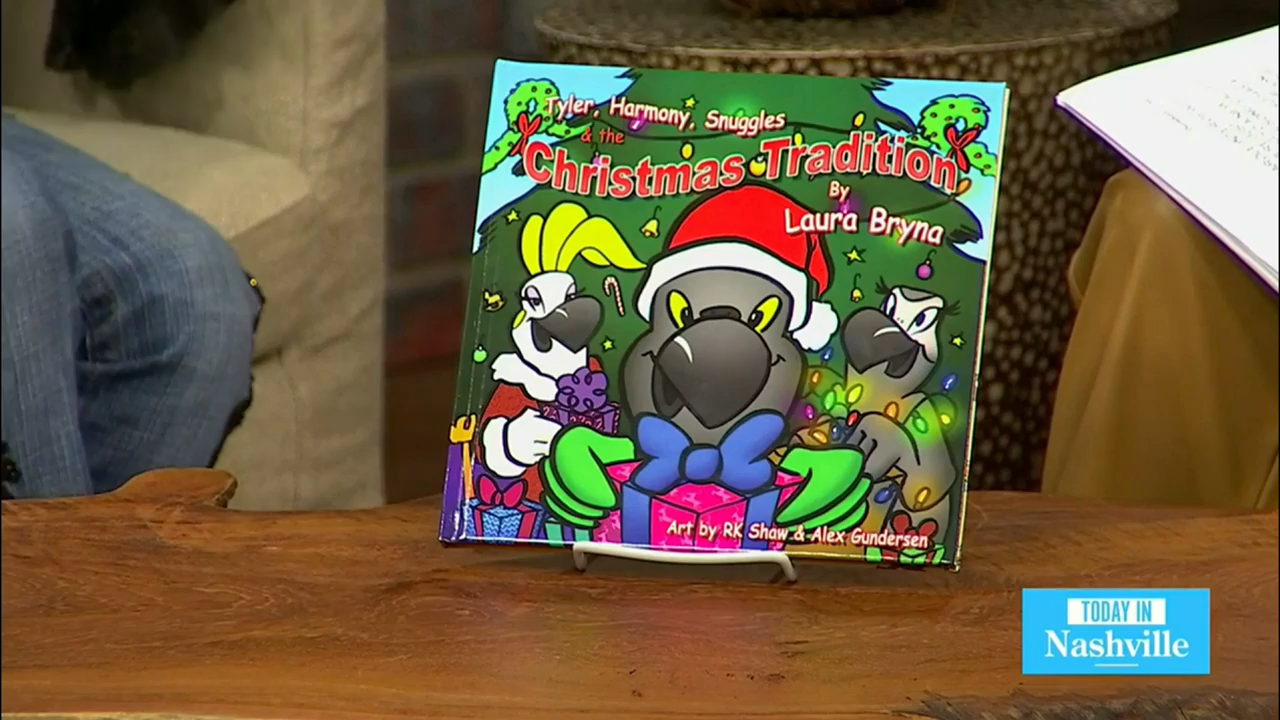 Tyler, Harmony, Snuggles
& the
Christmas Tradition
By
Laura Bryna
Art by RK Shaw & Alex Gundersen
TODAY IN
Nashville